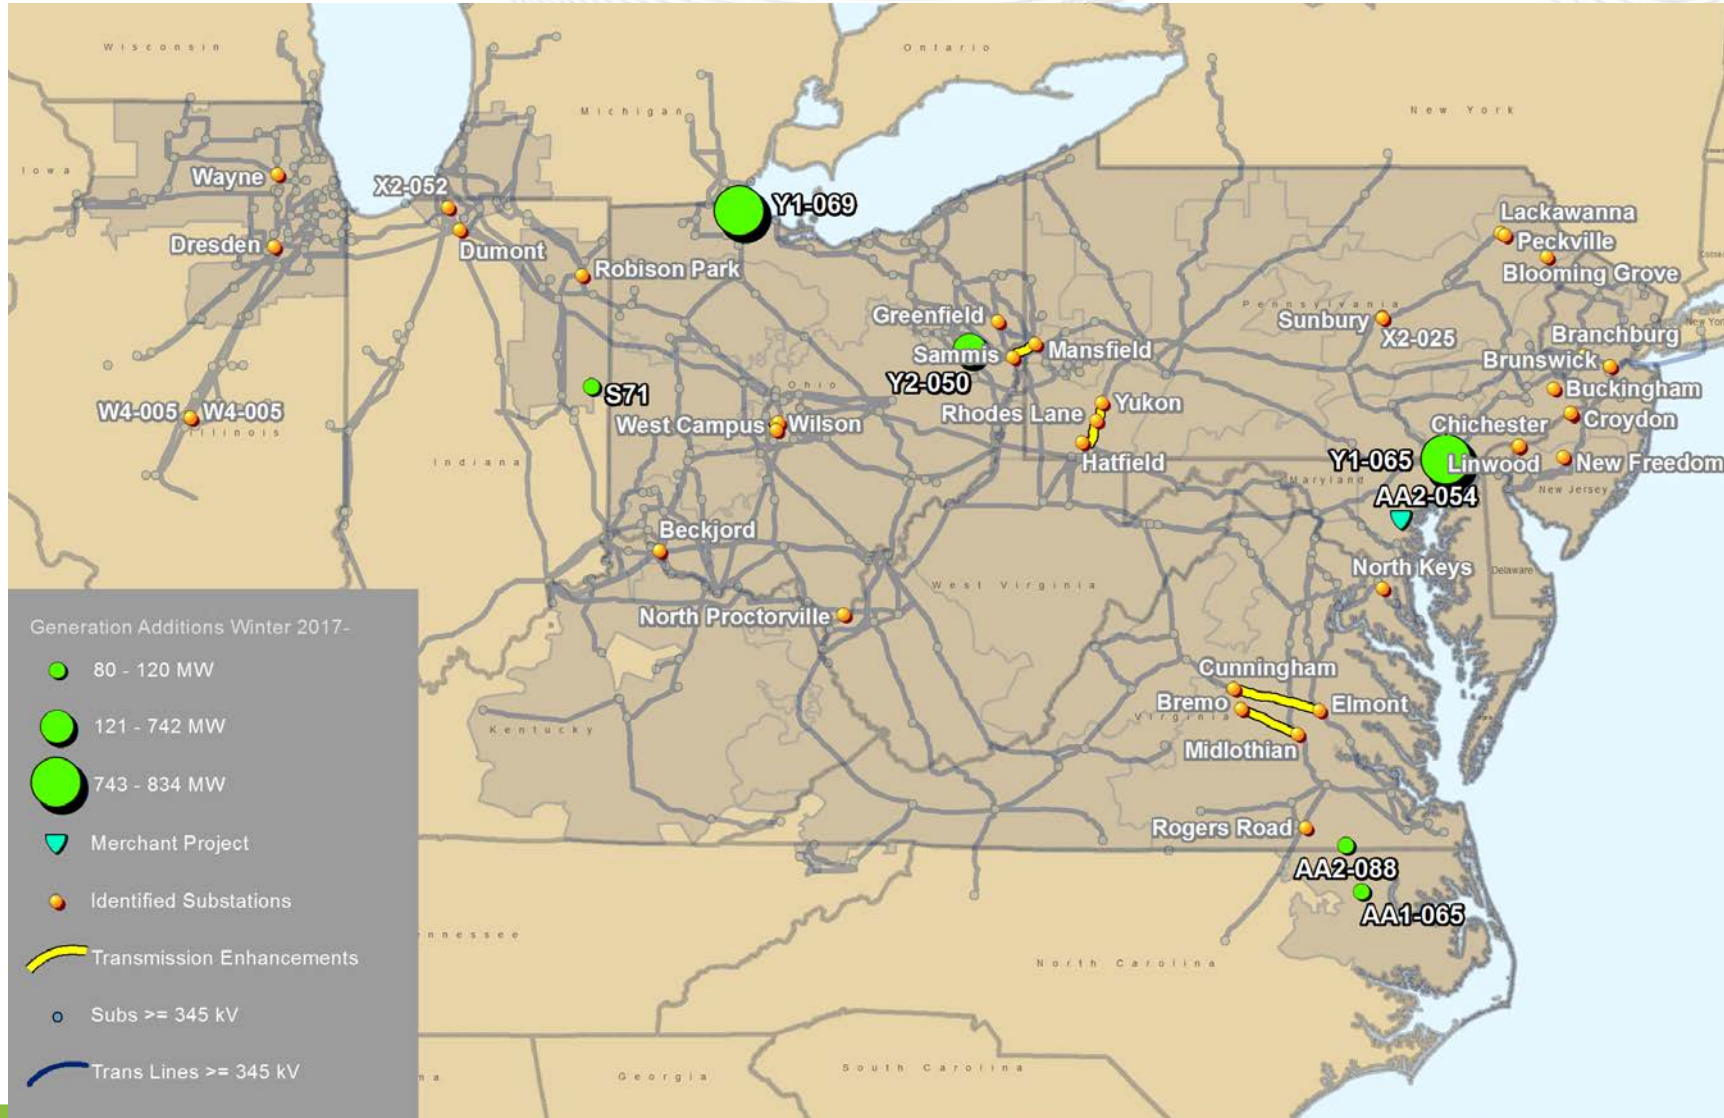 Wisconsin
Ontario
Michigan
New York
Iowa
Wayne
X2-052
Y1-069
Lackawanna
Dresden
Dumont
Peckville
Robison Park
Blooming Grove
Pennsylvania
Greenfield
Sunbury
X2-025
Branchburg
New York
Sammis
Mansfield
Brunswick
Y2-050
Ohio
S71
Buckingham
W4-005
W4-005
Illinois
West Campus
Wilson
Rhodes Lane
Yukon
Chichester
Croydon
Indiana
Hatfield
Y1-065
Linwood
New Freedom
Maryland
New Jersey
AA2-054
Beckjord
North Keys
Delaware
West Virginia
North Proctorville
Cunningham
Bremo
Elmont
Virginia
Midlothian
Kentucky
Rogers Road
AA2-088
AA1-065
nnessee
North Carolina
South Carolina
Georgia
ma
Generation Additions Winter 2017-
80 - 120 MW
121 - 742 MW
743 - 834 MW
Merchant Project
Identified Substations
Transmission Enhancements
Subs >= 345 kV
Trans Lines >= 345 kV